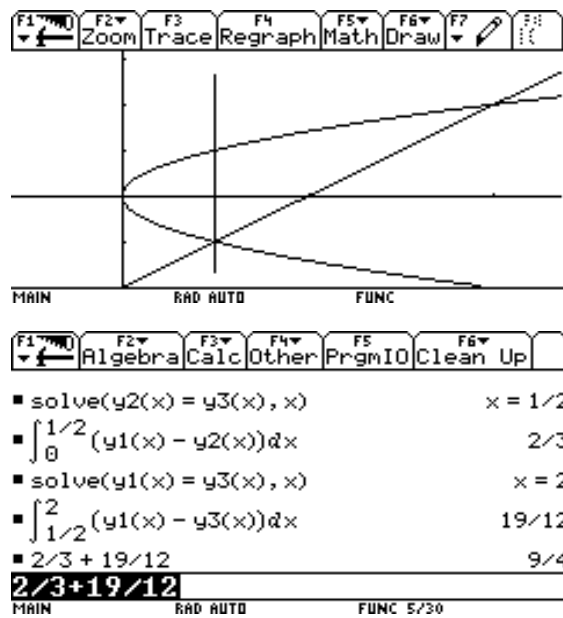 F1 F2 Zoom F3 Trace F4 Regraph F5 Math F6 Draw F7
MAIN RAD AUTO FUNC
F1 F2 Algebra F3 Calc F4 Other F5 PrgmIO F6 Clean Up
solve(y2(x) = y3(x), x) x = 1/2
∫_0^1/2 (y1(x) - y2(x))dx 2/3
solve(y1(x) = y3(x), x) x = 2
∫_1/2^2 (y1(x) - y3(x))dx 19/12
2/3 + 19/12 9/4
2/3+19/12
MAIN RAD AUTO FUNC 5/30